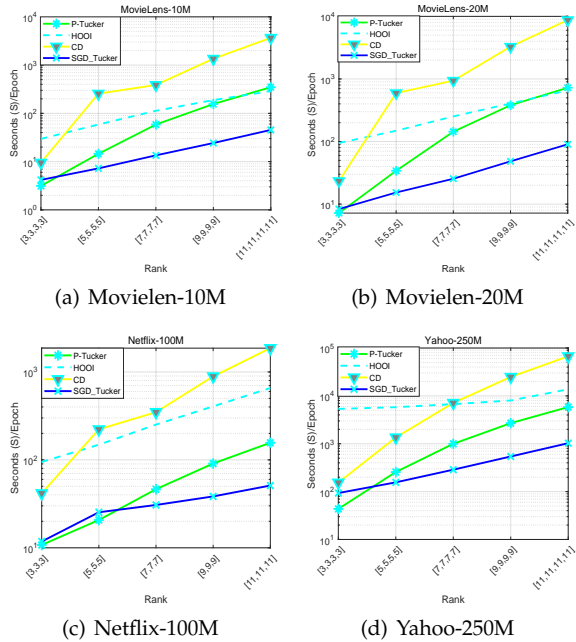 MovieLens-10M
10^5
10^4
10^3
10^2
10^1
10^0
Seconds (S)/Epoch
P-Tucker
HOOI
CD
SGD_Tucker
[3,3,3,3]
[5,5,5,5]
[7,7,7,7]
[9,9,9,9]
[11,11,11,11]
Rank
(a) Movielen-10M
MovieLens-20M
10^4
10^3
10^2
10^1
Seconds (S)/Epoch
P-Tucker
HOOI
CD
SGD_Tucker
[3,3,3,3]
[5,5,5,5]
[7,7,7,7]
[9,9,9,9]
[11,11,11,11]
Rank
(b) Movielen-20M
Netflix-100M
10^3
10^2
10^1
Seconds (S)/Epoch
P-Tucker
HOOI
CD
SGD_Tucker
[3,3,3]
[5,5,5]
[7,7,7]
[9,9,9]
[11,11,11]
Rank
(c) Netflix-100M
Yahoo-250M
10^5
10^4
10^3
10^2
10^1
Seconds (S)/Epoch
P-Tucker
HOOI
CD
SGD_Tucker
[3,3,3,3]
[5,5,5,5]
[7,7,7,7]
[9,9,9,9]
[11,11,11,11]
Rank
(d) Yahoo-250M